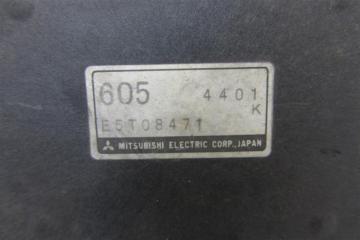 605 4401
K
E5T08471
MITSUBISHI ELECTRIC CORP., JAPAN